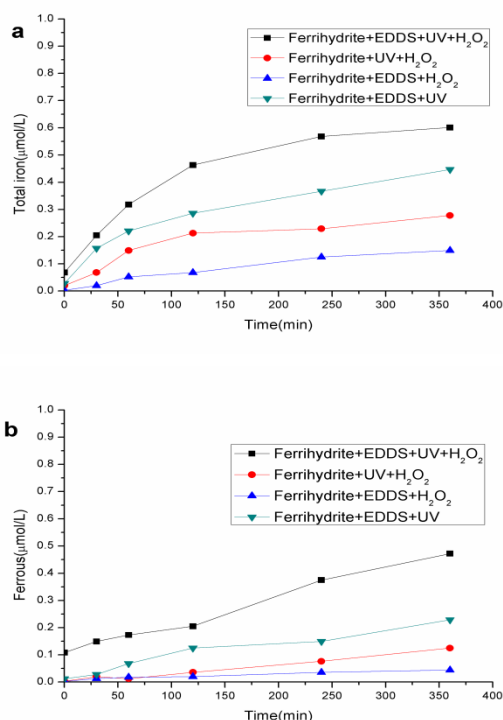 a
Ferrihydrite+EDDS+UV+H₂O₂
Ferrihydrite+UV+H₂O₂
Ferrihydrite+EDDS+H₂O₂
Ferrihydrite+EDDS+UV
Total iron(μmol/L)
1.0
0.9
0.8
0.7
0.6
0.5
0.4
0.3
0.2
0.1
0.0
0 50 100 150 200 250 300 350 400
Time(min)
b
Ferrihydrite+EDDS+UV+H₂O₂
Ferrihydrite+UV+H₂O₂
Ferrihydrite+EDDS+H₂O₂
Ferrihydrite+EDDS+UV
Ferrous(μmol/L)
1.0
0.9
0.8
0.7
0.6
0.5
0.4
0.3
0.2
0.1
0.0
0 50 100 150 200 250 300 350 400
Time(min)